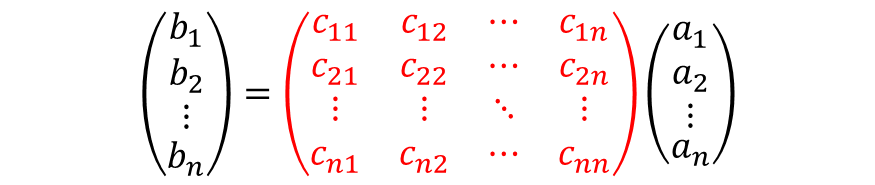 b₁ c₁₁ c₁₂ ⋯ c₁ₙ a₁
b₂ = c₂₁ c₂₂ ⋯ c₂ₙ a₂
⋮ ⋮ ⋮ ⋱ ⋮ ⋮
bₙ cₙ₁ cₙ₂ ⋯ cₙₙ aₙ